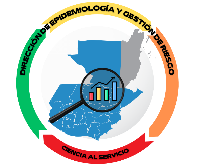 DIRECCIÓN DE EPIDEMIOLOGÍA Y GESTIÓN DE RIESGO
CIENCIA AL SERVICIO